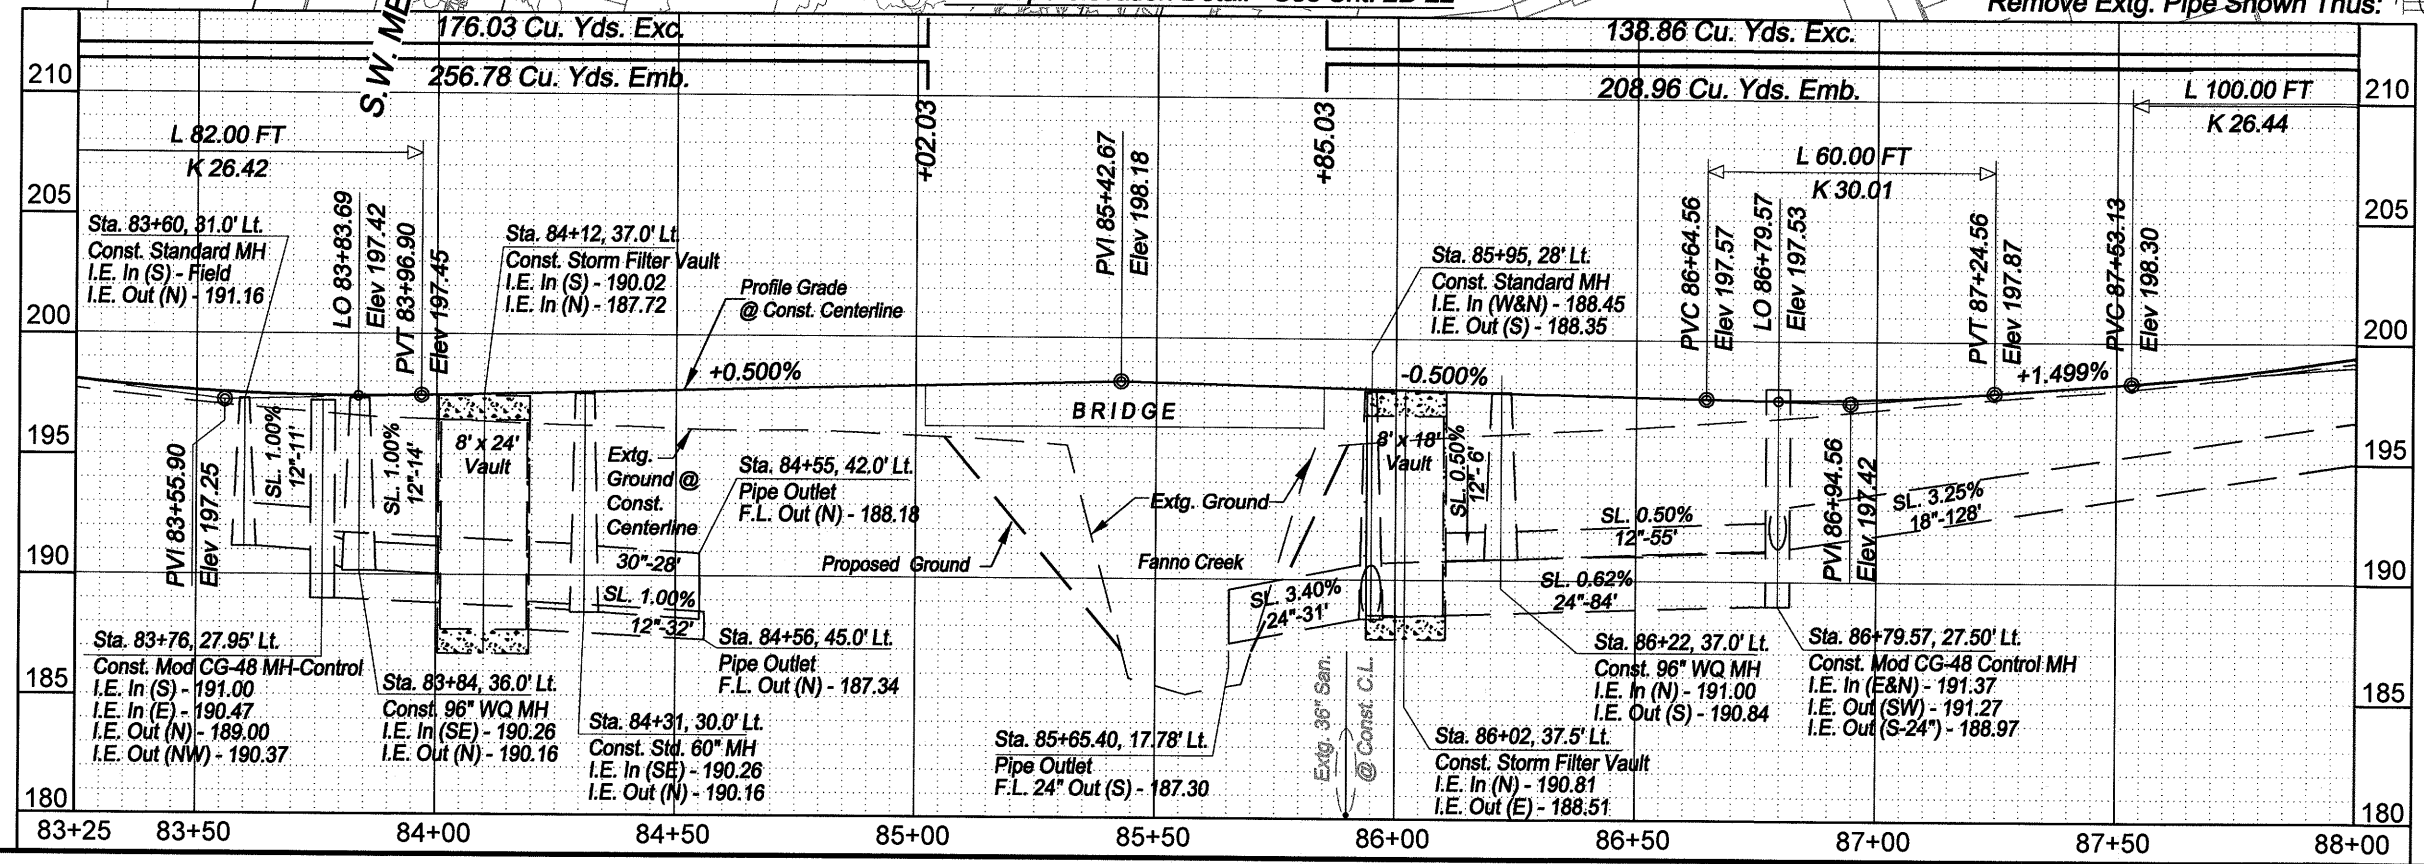 Remove Extg. Pipe Shown Thus:
176.03 Cu. Yds. Exc.
138.86 Cu. Yds. Exc.
256.78 Cu. Yds. Emb.
208.96 Cu. Yds. Emb.
S.W. ME
+02.03
+85.03
210
205
200
195
190
185
180
L 82.00 FT
K 26.42
Sta. 83+60, 31.0' Lt.
Const. Standard MH
I.E. In (S) - Field
I.E. Out (N) - 191.16
LO 83+83.69
Elev 197.42
PVT 83+96.90
Elev 197.45
Sta. 84+12, 37.0' Lt.
Const. Storm Filter Vault
I.E. In (S) - 190.02
I.E. In (N) - 187.72
Profile Grade
@ Const. Centerline
+0.500%
PVI 85+42.67
Elev 198.18
BRIDGE
Sta. 85+95, 28' Lt.
Const. Standard MH
I.E. In (W&N) - 188.45
I.E. Out (S) - 188.35
-0.500%
PVC 86+64.56
Elev 197.57
LO 86+79.57
Elev 197.53
L 60.00 FT
K 30.01
PVT 87+24.56
Elev 197.87
+1.499%
PVC 87+53.13
Elev 198.30
L 100.00 FT
K 26.44
210
205
200
195
190
185
180
PVI 83+55.90
Elev 197.25
SL. 1.00%
12"-11'
SL. 1.00%
12"-14'
8' x 24'
Vault
Extg.
Ground @
Const.
Centerline
Sta. 84+55, 42.0' Lt.
Pipe Outlet
F.L. Out (N) - 188.18
30"-28'
SL. 1.00%
12"-32'
Proposed Ground
Extg. Ground
Fanno Creek
SL. 3.40%
24"-31'
8' x 18'
Vault
SL. 0.50%
12"- 6'
SL. 0.50%
12"-55'
SL. 0.62%
24"-84'
PVI 86+94.56
Elev 197.42
SL. 3.25%
18"-128'
Sta. 83+76, 27.95' Lt.
Const. Mod CG-48 MH-Control
I.E. In (S) - 191.00
I.E. In (E) - 190.47
I.E. Out (N) - 189.00
I.E. Out (NW) - 190.37
Sta. 83+84, 36.0' Lt.
Const. 96" WQ MH
I.E. In (SE) - 190.26
I.E. Out (N) - 190.16
Sta. 84+31, 30.0' Lt.
Const. Std. 60" MH
I.E. In (SE) - 190.26
I.E. Out (N) - 190.16
Sta. 84+56, 45.0' Lt.
Pipe Outlet
F.L. Out (N) - 187.34
Sta. 85+65.40, 17.78' Lt.
Pipe Outlet
F.L. 24" Out (S) - 187.30
Extg. 36" San.
@ Const. C.L.
Sta. 86+02, 37.5' Lt.
Const. Storm Filter Vault
I.E. In (N) - 190.81
I.E. Out (E) - 188.51
Sta. 86+22, 37.0' Lt.
Const. 96" WQ MH
I.E. In (N) - 191.00
I.E. Out (S) - 190.84
Sta. 86+79.57, 27.50' Lt.
Const. Mod CG-48 Control MH
I.E. In (E&N) - 191.37
I.E. Out (SW) - 191.27
I.E. Out (S-24") - 188.97
83+25
83+50
84+00
84+50
85+00
85+50
86+00
86+50
87+00
87+50
88+00